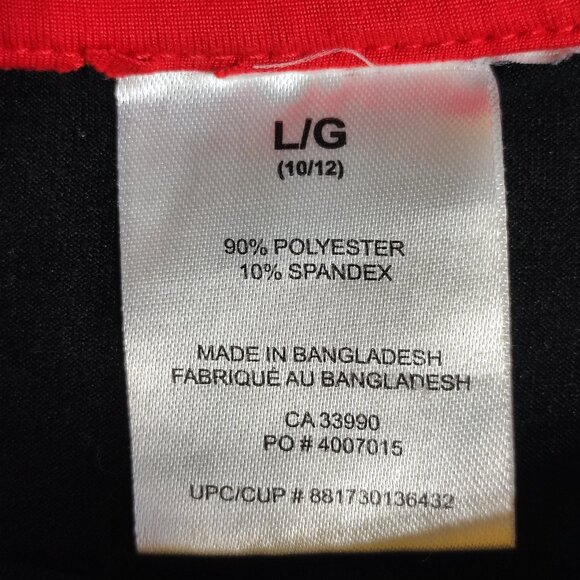 L/G
(10/12)
90% POLYESTER
10% SPANDEX
MADE IN BANGLADESH
FABRIQUÉ AU BANGLADESH
CA 33990
PO # 4007015
UPC/CUP # 881730136432